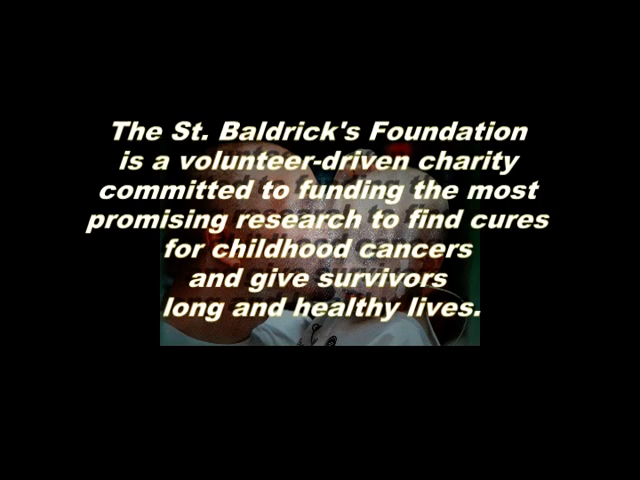 The St. Baldrick's Foundation
is a volunteer-driven charity
committed to funding the most
promising research to find cures
for childhood cancers
and give survivors
long and healthy lives.